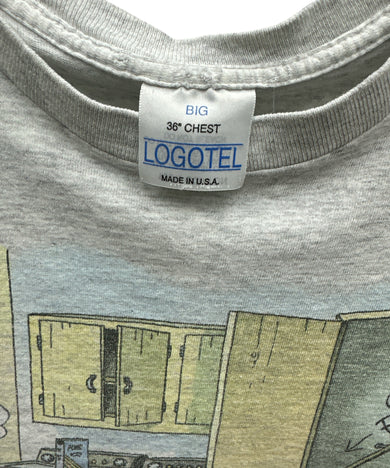 BIG
36" CHEST
LOGOTEL
MADE IN U.S.A.